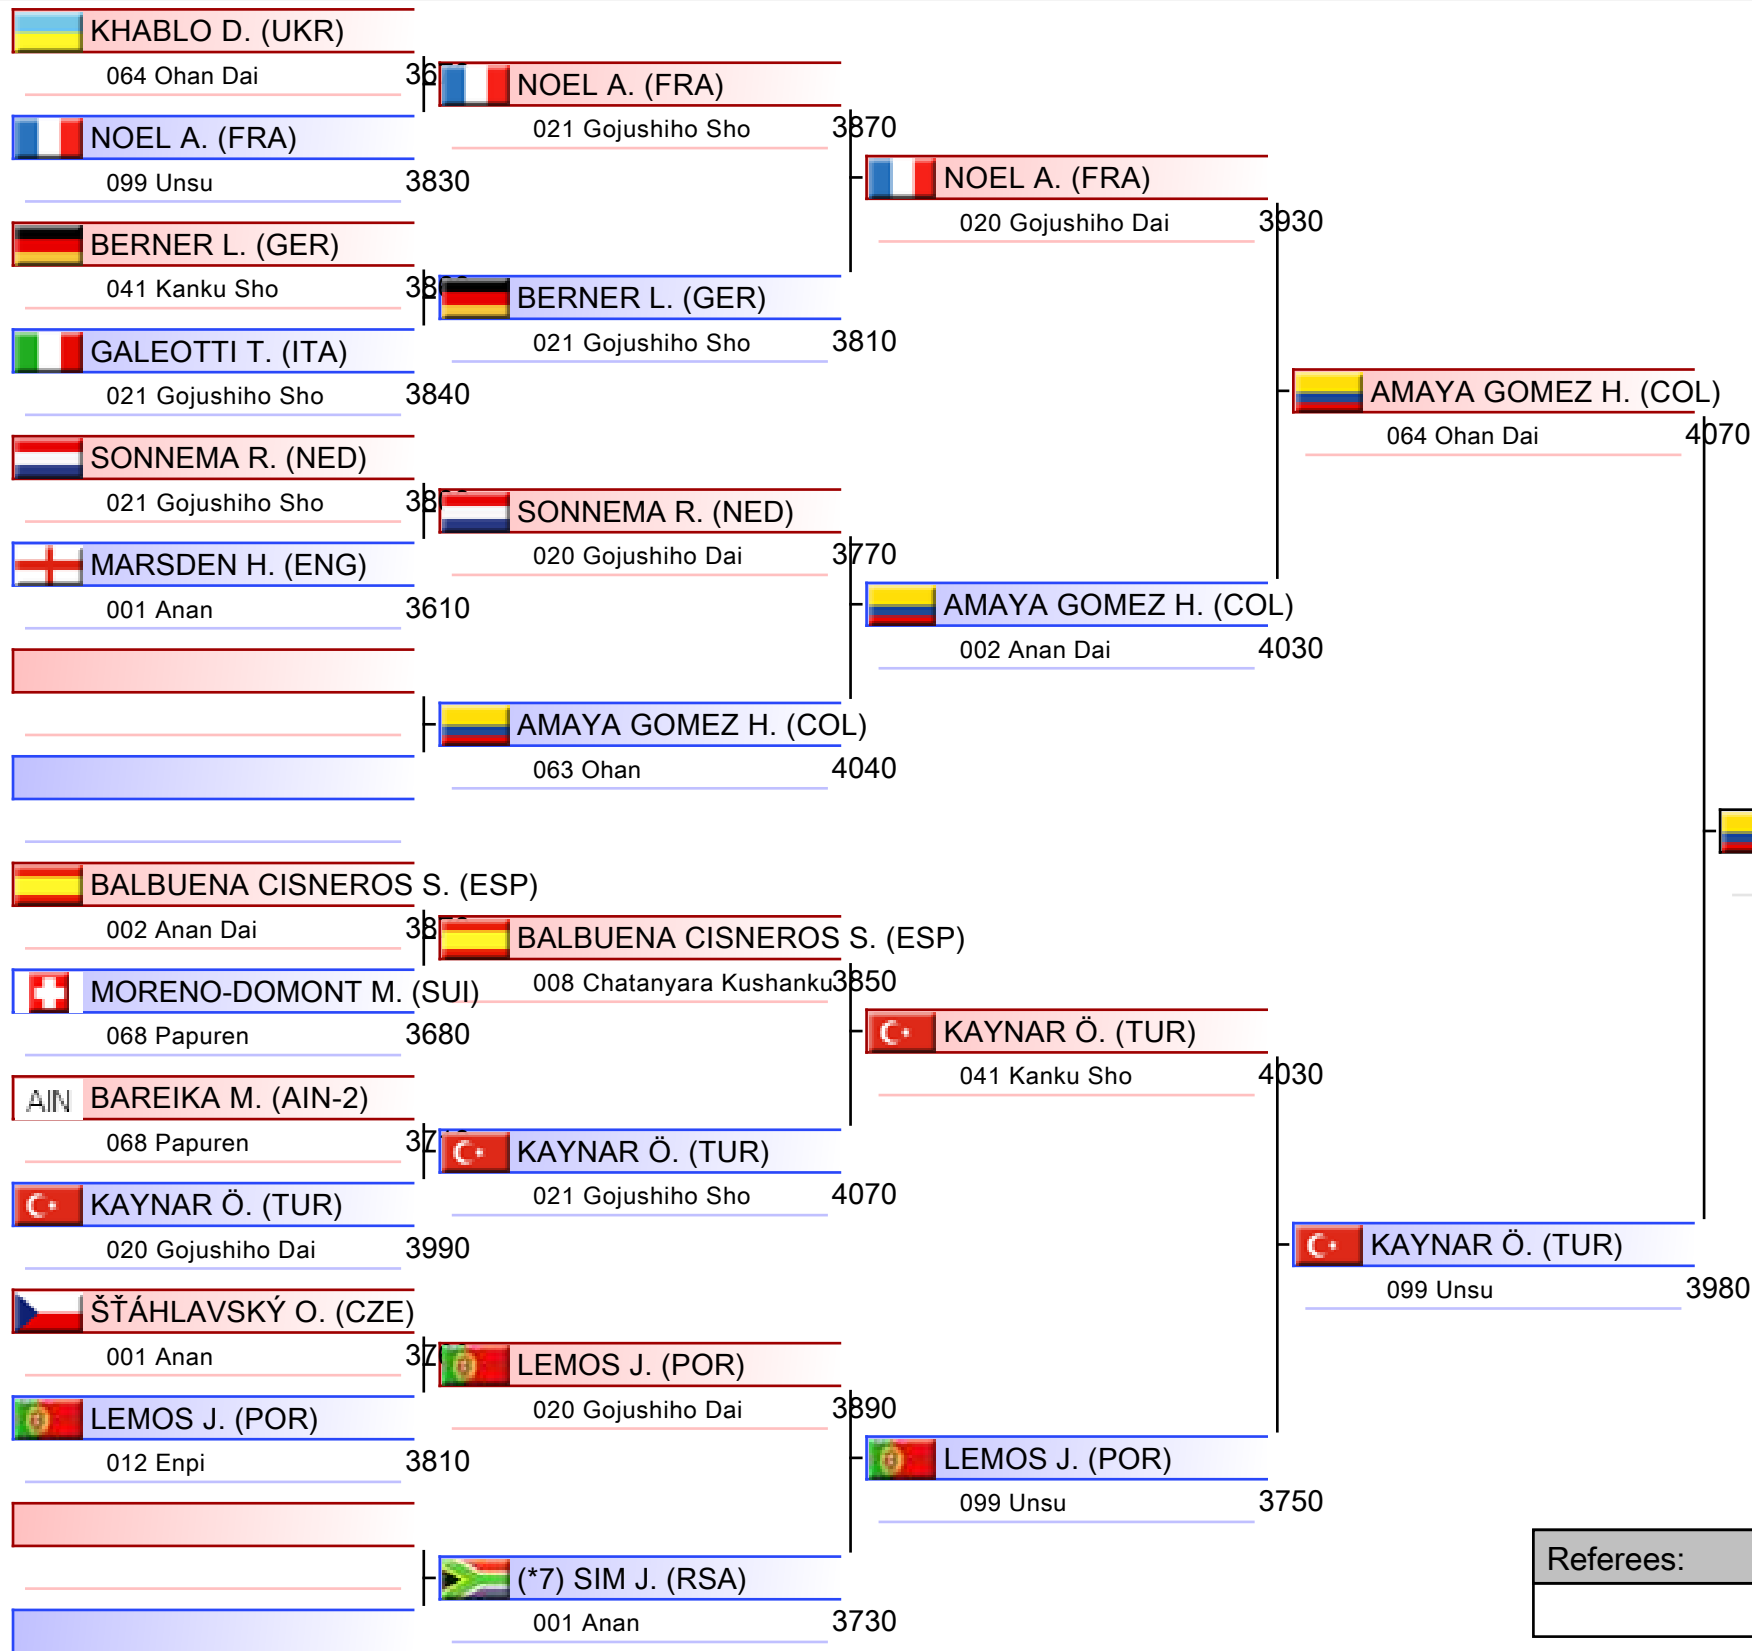 KHABLO D. (UKR)
064 Ohan Dai
NOEL A. (FRA)
099 Unsu 3830
BERNER L. (GER)
041 Kanku Sho
GALEOTTI T. (ITA)
021 Gojushiho Sho 3840
SONNEMA R. (NED)
021 Gojushiho Sho
MARSDEN H. (ENG)
001 Anan 3610
BALBUENA CISNEROS S. (ESP)
002 Anan Dai
MORENO-DOMONT M. (SUI)
068 Papuren 3680
AIN BAREIKA M. (AIN-2)
068 Papuren
KAYNAR Ö. (TUR)
020 Gojushiho Dai 3990
ŠŤÁHLAVSKÝ O. (CZE)
001 Anan
LEMOS J. (POR)
012 Enpi 3810
NOEL A. (FRA)
021 Gojushiho Sho 3870
BERNER L. (GER)
021 Gojushiho Sho 3810
SONNEMA R. (NED)
020 Gojushiho Dai 3770
AMAYA GOMEZ H. (COL)
063 Ohan 4040
BALBUENA CISNEROS S. (ESP)
008 Chatanyara Kushanku 3850
KAYNAR Ö. (TUR)
021 Gojushiho Sho 4070
LEMOS J. (POR)
020 Gojushiho Dai 3890
(*7) SIM J. (RSA)
001 Anan 3730
NOEL A. (FRA)
020 Gojushiho Dai 3930
AMAYA GOMEZ H. (COL)
002 Anan Dai 4030
KAYNAR Ö. (TUR)
041 Kanku Sho 4030
LEMOS J. (POR)
099 Unsu 3750
AMAYA GOMEZ H. (COL)
064 Ohan Dai 4070
KAYNAR Ö. (TUR)
099 Unsu 3980
Referees: